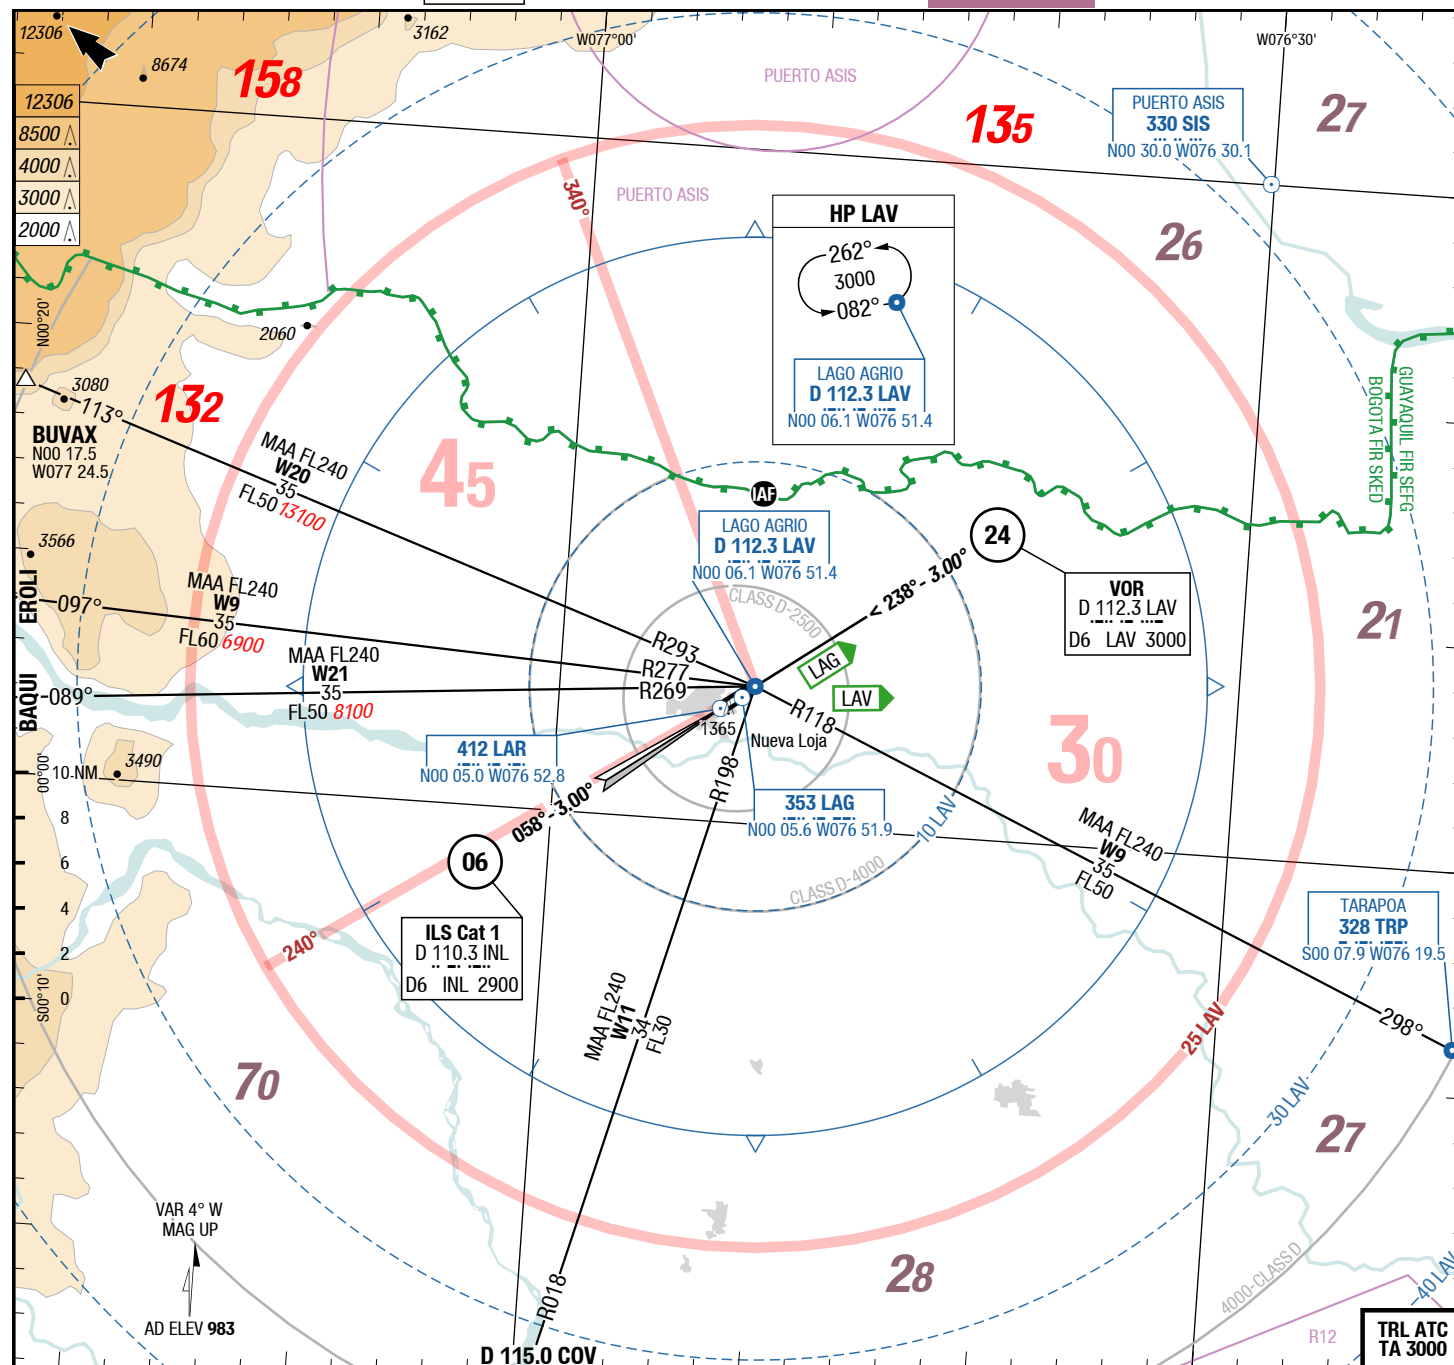 12306
3162
W077°00'
W076°30'
8674
158
PUERTO ASIS
135
27
12306
8500
4000
3000
2000
PUERTO ASIS
330 SIS
N00 30.0 W076 30.1
340°
PUERTO ASIS
HP LAV
262°
3000
082°
LAGO AGRIO
D 112.3 LAV
N00 06.1 W076 51.4
26
N00°20'
2060
3080
113°
132
BUVAX
N00 17.5
W077 24.5
MAA FL240
W20
35
FL50 13100
45
IAF
GUAYAQUIL FIR SEFG
BOGOTA FIR SKED
LAGO AGRIO
D 112.3 LAV
N00 06.1 W076 51.4
24
< 238° - 3.00°
VOR
D 112.3 LAV
D6 LAV 3000
3566
EROLI
097°
MAA FL240
W9
35
FL60 6900
CLASS D-2500
21
R293
R277
R269
LAG
LAV
BAQUI
089°
MAA FL240
W21
35
FL50 8100
R118
1365
Nueva Loja
30
3490
00°00'
10 NM
8
6
4
2
0
S00°10'
412 LAR
N00 05.0 W076 52.8
R198
353 LAG
N00 05.6 W076 51.9
10 LAV
058° - 3.00°
06
CLASS D-4000
MAA FL240
W9
35
FL50
240°
ILS Cat 1
D 110.3 INL
D6 INL 2900
TARAPOA
328 TRP
S00 07.9 W076 19.5
298°
MAA FL240
W11
34
FL30
25 LAV
70
30 LAV
27
VAR 4° W
MAG UP
AD ELEV 983
R018
D 115.0 COV
28
4000-CLASS D
40 LAV
R12
TRL ATC
TA 3000